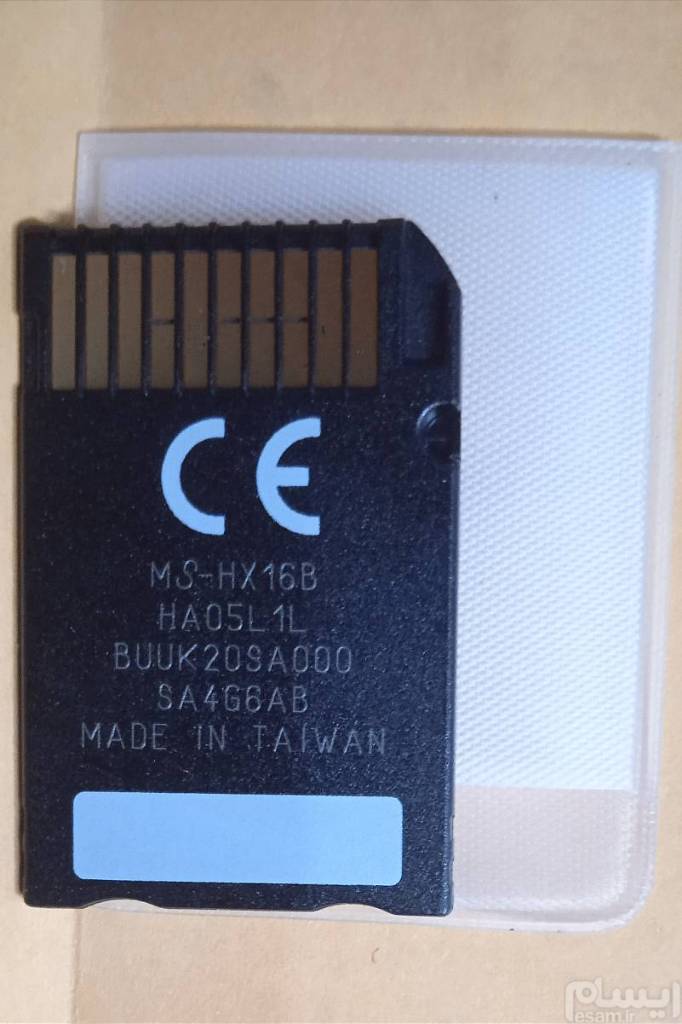 CE
MS-HX16B
HA05L1L
BUUK20SA000
SA4G6AB
MADE IN TAIWAN
ایسام
esam.ir